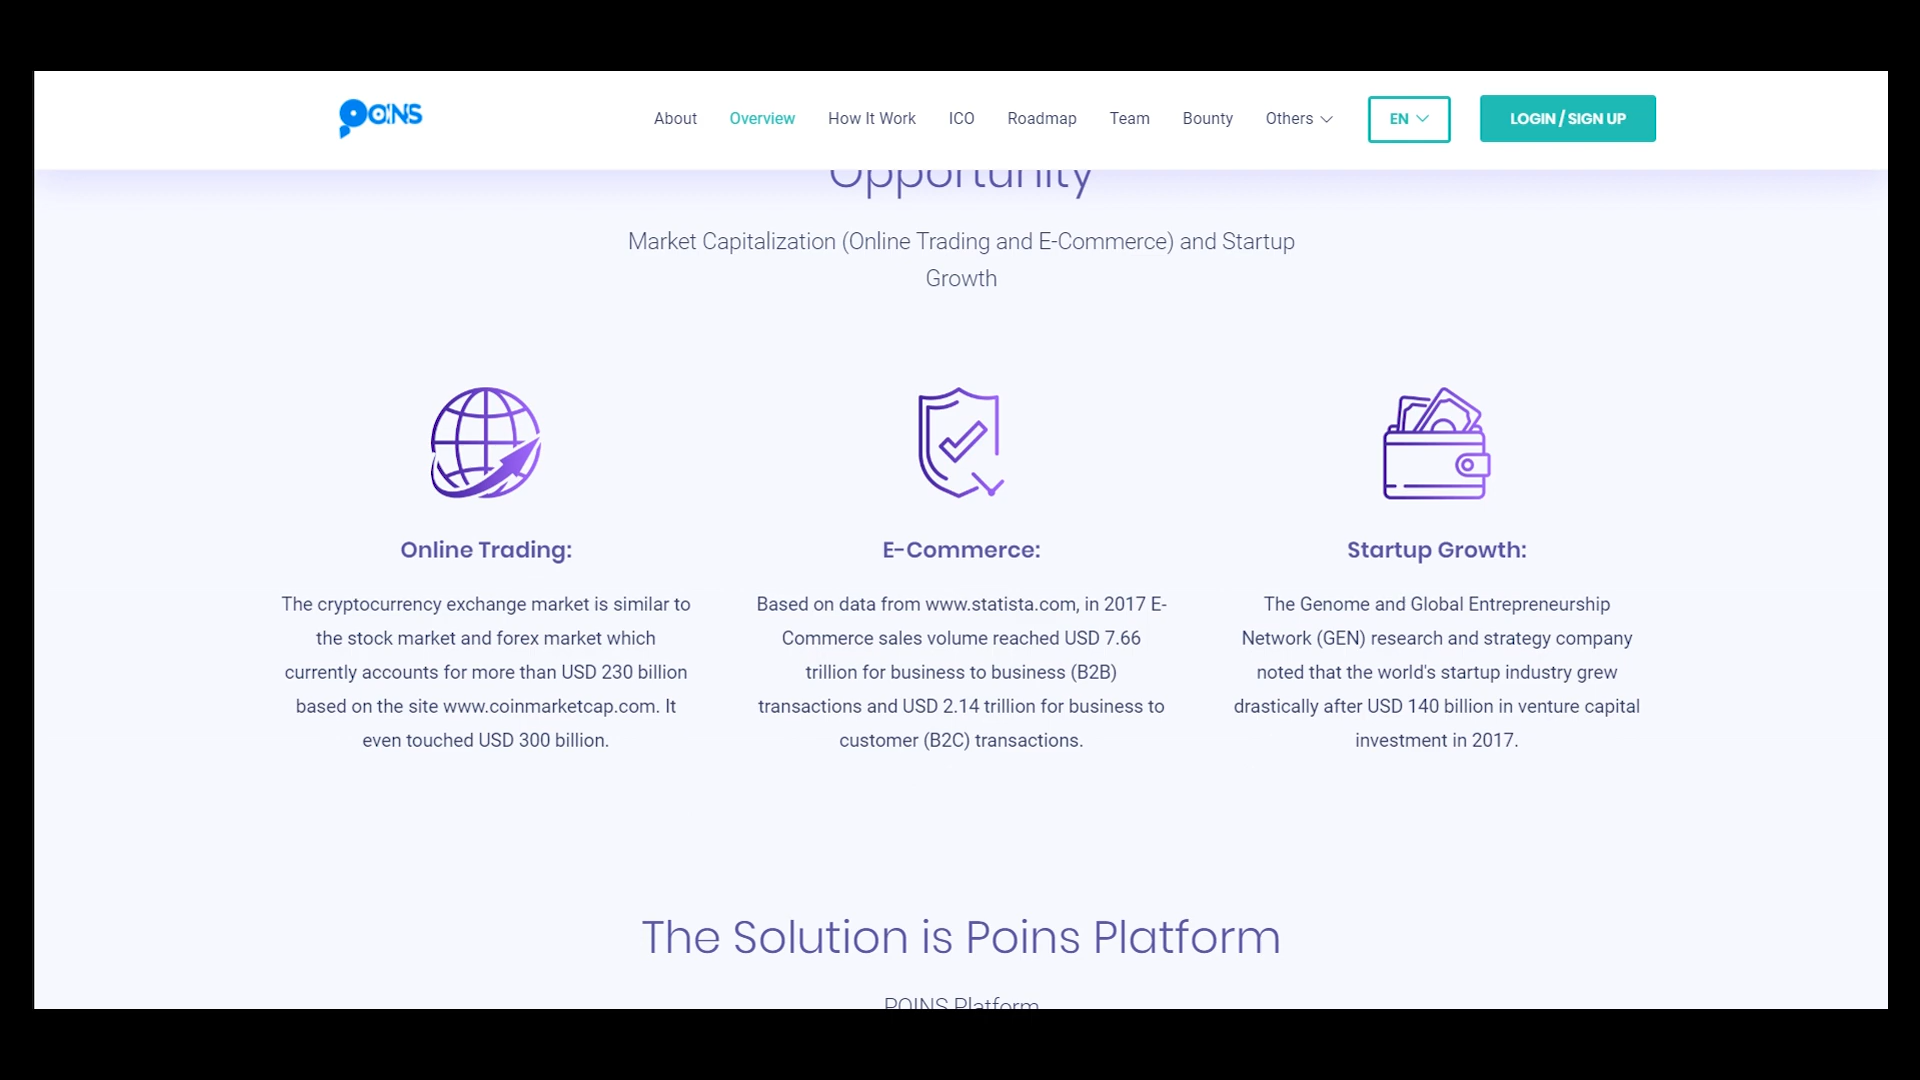 POINS
About Overview How It Work ICO Roadmap Team Bounty Others EN LOGIN / SIGN UP
Opportunity
Market Capitalization (Online Trading and E-Commerce) and Startup
Growth
Online Trading:
The cryptocurrency exchange market is similar to
the stock market and forex market which
currently accounts for more than USD 230 billion
based on the site www.coinmarketcap.com. It
even touched USD 300 billion.
E-Commerce:
Based on data from www.statista.com, in 2017 E-
Commerce sales volume reached USD 7.66
trillion for business to business (B2B)
transactions and USD 2.14 trillion for business to
customer (B2C) transactions.
Startup Growth:
The Genome and Global Entrepreneurship
Network (GEN) research and strategy company
noted that the world's startup industry grew
drastically after USD 140 billion in venture capital
investment in 2017.
The Solution is Poins Platform
POINS Platform